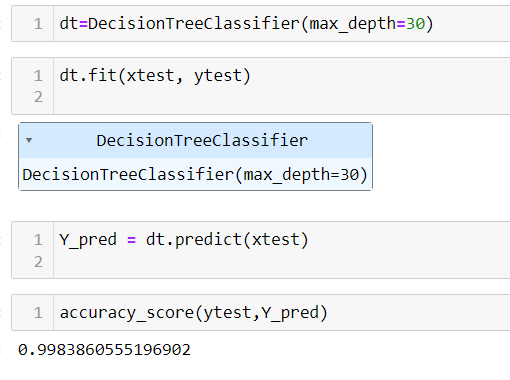 1 dt=DecisionTreeClassifier(max_depth=30)
1 dt.fit(xtest, ytest)
2
▾ DecisionTreeClassifier
DecisionTreeClassifier(max_depth=30)
1 Y_pred = dt.predict(xtest)
2
1 accuracy_score(ytest,Y_pred)
0.9983860555196902